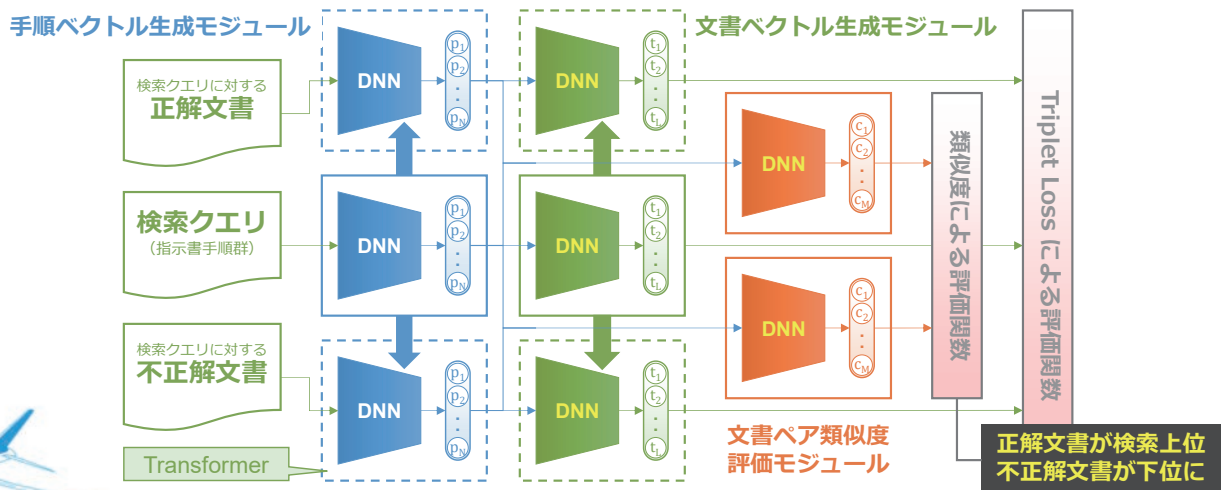 手順ベクトル生成モジュール
文書ベクトル生成モジュール
検索クエリに対する
正解文書
DNN
p1
p2
.
.
pN
DNN
t1
t2
.
.
tL
検索クエリ
（指示書手順群）
DNN
p1
p2
.
.
pN
DNN
t1
t2
.
.
tL
検索クエリに対する
不正解文書
DNN
p1
p2
.
.
pN
DNN
t1
t2
.
.
tL
Transformer
DNN
c1
c2
.
.
cM
DNN
c1
c2
.
.
cM
文書ペア類似度
評価モジュール
類似度による評価関数
Triplet Loss による評価関数
正解文書が検索上位
不正解文書が下位に